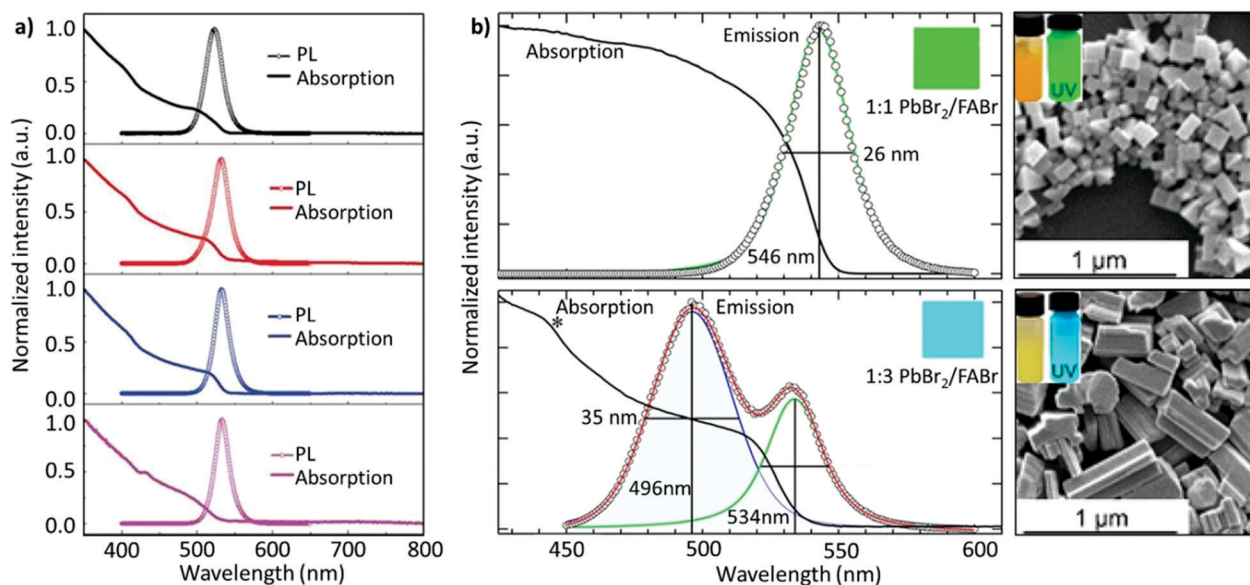 a)
Normalized intensity (a.u.)
1.0
0.5
0.0
PL
Absorption
1.0
0.5
0.0
PL
Absorption
1.0
0.5
0.0
PL
Absorption
1.0
0.5
0.0
PL
Absorption
400 500 600 700 800
Wavelength (nm)
b)
Normalized intensity (a.u.)
Absorption
Emission
1:1 PbBr₂/FABr
26 nm
546 nm
Absorption
Emission
*
1:3 PbBr₂/FABr
35 nm
496nm
534nm
450 500 550 600
Wavelength (nm)
UV
1 µm
UV
1 µm